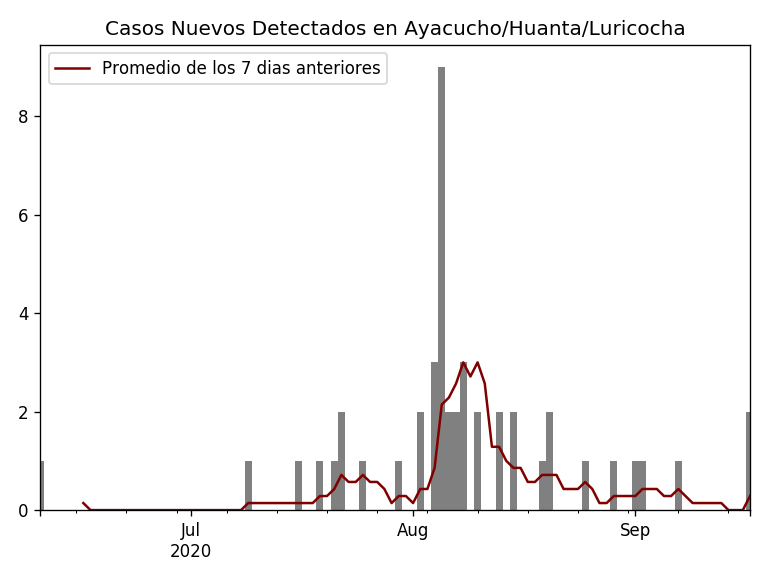 Casos Nuevos Detectados en Ayacucho/Huanta/Luricocha
Promedio de los 7 dias anteriores
8
6
4
2
0
Jul
2020
Aug
Sep